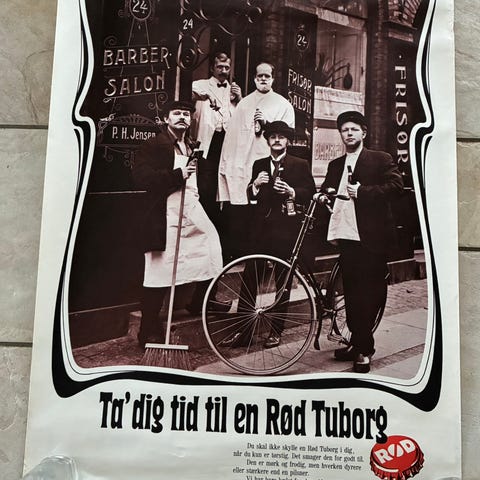 24
24
24
BARBER
SALON
P. H. Jensen
FRISØR
SALON
FRISØR
BARBER
Ta' dig tid til en Rød Tuborg
Du skal ikke skylle en Rød Tuborg i dig,
når du kun er tørstig. Det smager den for godt til.
Den er mørk og frodig, men hverken dyrere
eller stærkere end en pilsner.
RØD